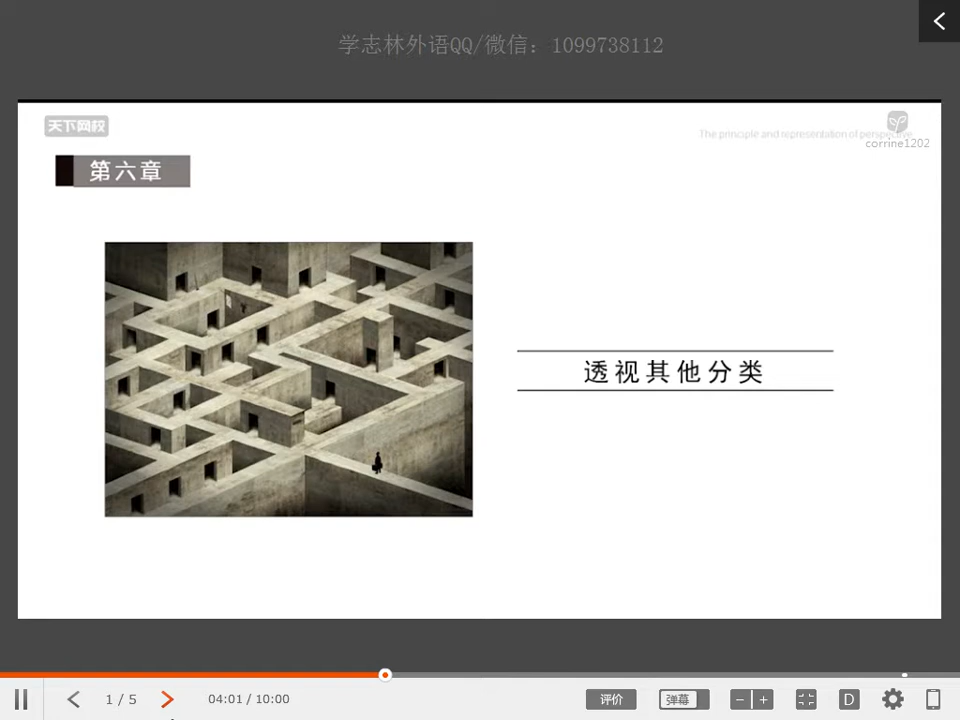 学志林外语QQ/微信：1099738112
天下网校
The principle and representation of perspective
corrine1202
第六章
透视其他分类
1 / 5
04:01 / 10:00
评价
弹幕
D